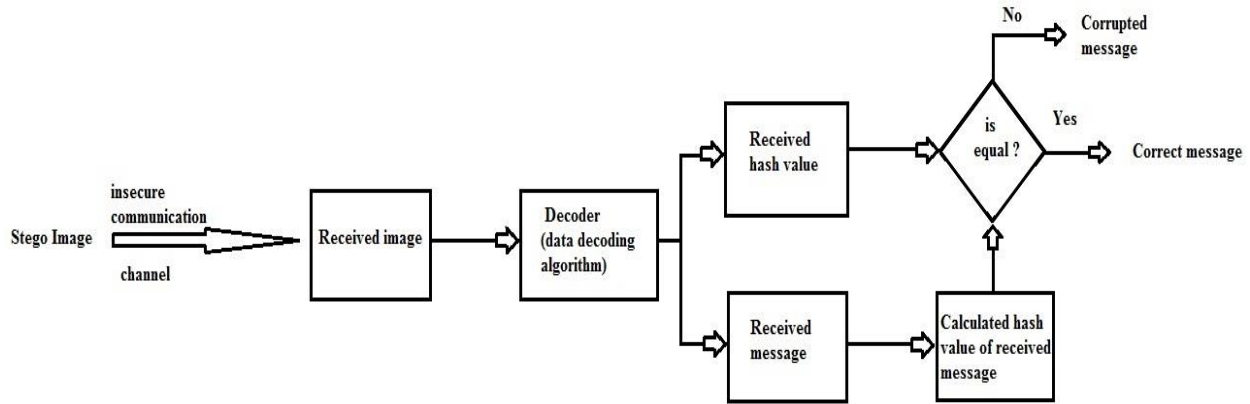 Stego Image
insecure
communication
channel
Received image
Decoder
(data decoding
algorithm)
Received
hash value
Received
message
Calculated hash
value of received
message
is
equal ?
No
Corrupted
message
Yes
Correct message